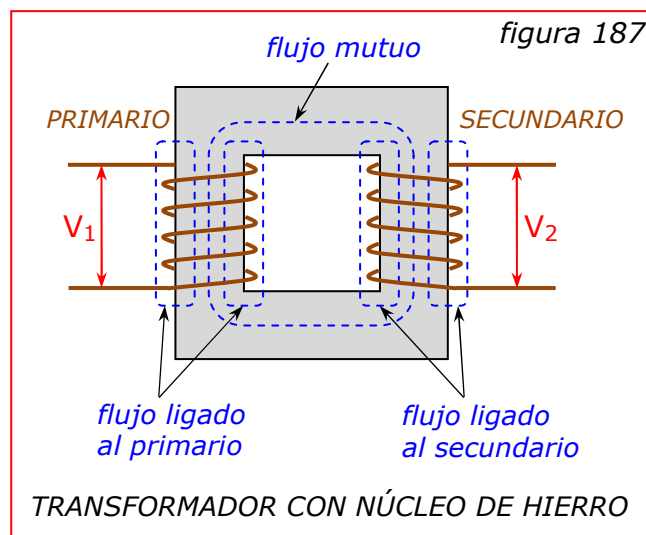 figura 187
flujo mutuo
PRIMARIO
SECUNDARIO
V1
V2
flujo ligado
al primario
flujo ligado
al secundario
TRANSFORMADOR CON NÚCLEO DE HIERRO